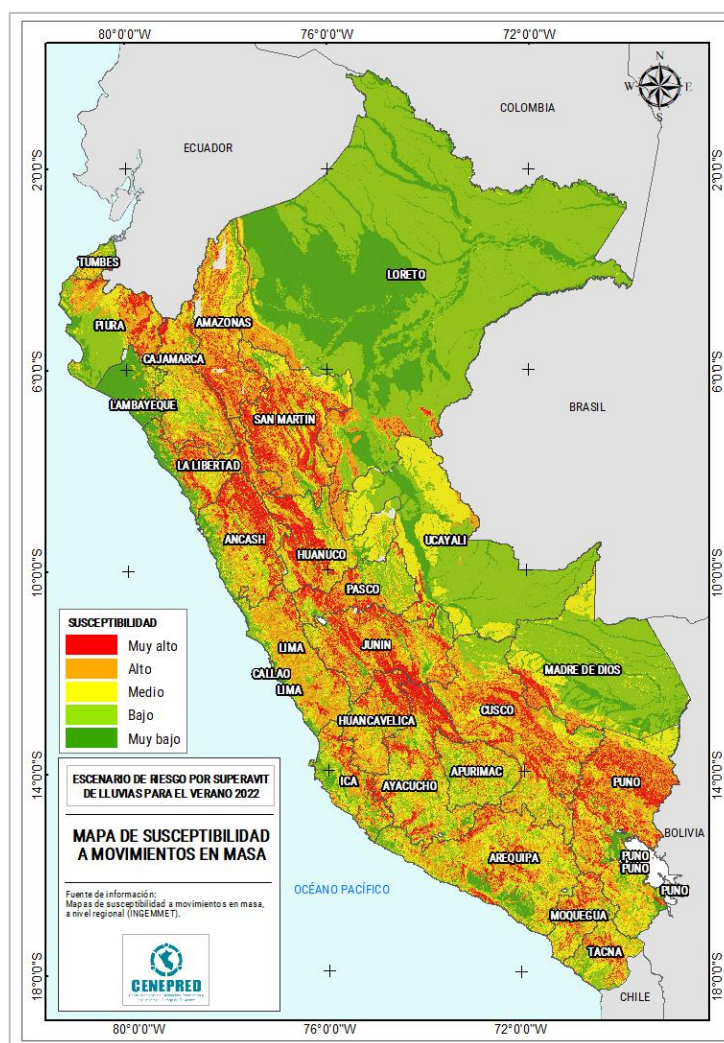 80°0'0"W
76°0'0"W
72°0'0"W
N
W
E
S
COLOMBIA
ECUADOR
2°0'0"S
2°0'0"S
TUMBES
LORETO
PIURA
AMAZONAS
CAJAMARCA
6°0'0"S
6°0'0"S
LAMBAYEQUE
BRASIL
SAN MARTIN
LA LIBERTAD
ANCASH
UCAYALI
HUANUCO
10°0'0"S
10°0'0"S
PASCO
SUSCEPTIBILIDAD
Muy alto
Alto
Medio
Bajo
Muy bajo
LIMA
JUNIN
CALLAO
MADRE DE DIOS
LIMA
CUSCO
HUANCAVELICA
14°0'0"S
14°0'0"S
ICA
AYACUCHO
APURIMAC
PUNO
ESCENARIO DE RIESGO POR SUPERAVIT
DE LLUVIAS PARA EL VERANO 2022
MAPA DE SUSCEPTIBILIDAD
A MOVIMIENTOS EN MASA
BOLIVIA
AREQUIPA
PUNO
PUNO
PUNO
OCÉANO PACÍFICO
Fuente de información:
Mapas de susceptibilidad a movimientos en masa,
a nivel regional (INGEMMET).
MOQUEGUA
TACNA
CENEPRED
18°0'0"S
18°0'0"S
CHILE
80°0'0"W
76°0'0"W
72°0'0"W